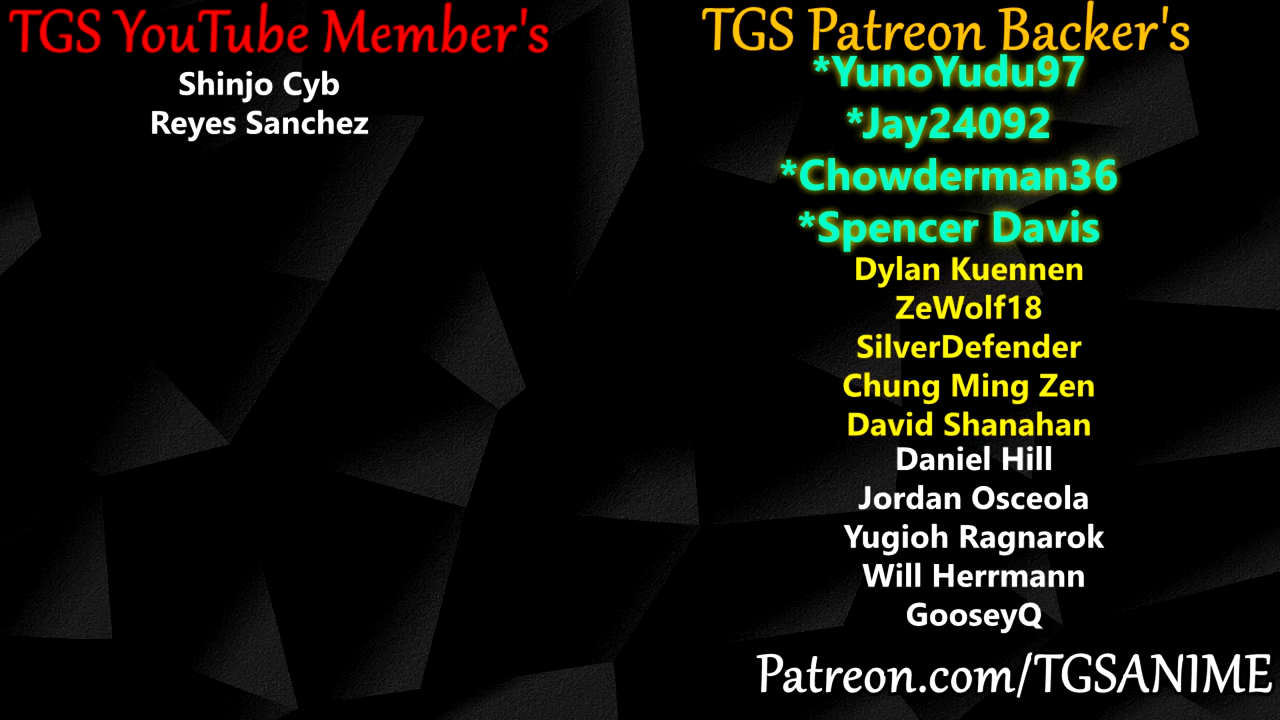 TGS YouTube Member's
Shinjo Cyb
Reyes Sanchez
TGS Patreon Backer's
*YunoYudu97
*Jay24092
*Chowderman36
*Spencer Davis
Dylan Kuennen
ZeWolf18
SilverDefender
Chung Ming Zen
David Shanahan
Daniel Hill
Jordan Osceola
Yugioh Ragnarok
Will Herrmann
GooseyQ
Patreon.com/TGSANIME